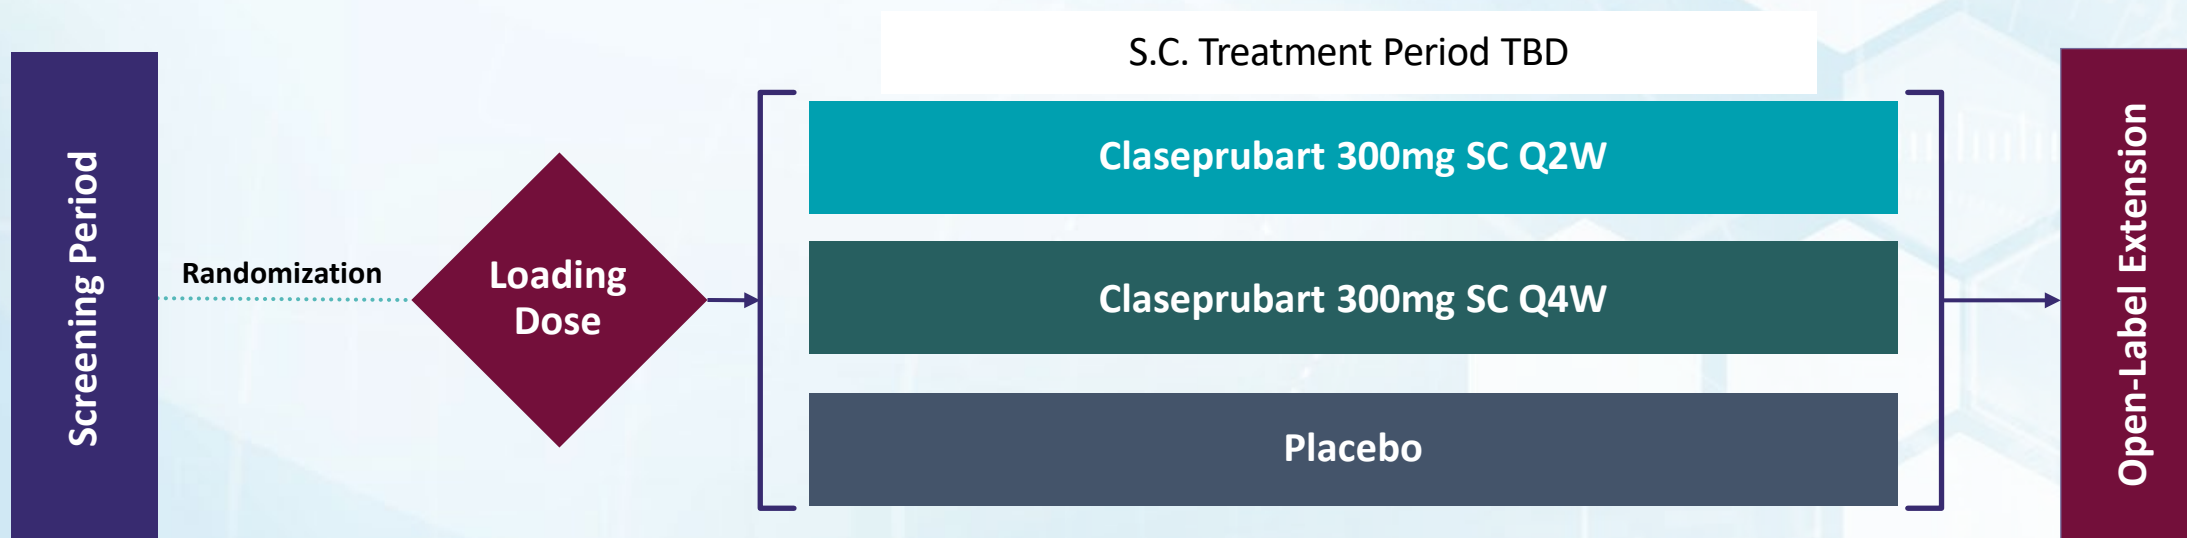 S.C. Treatment Period TBD
Screening Period
Randomization
Loading
Dose
Claseprubart 300mg SC Q2W
Claseprubart 300mg SC Q4W
Placebo
Open-Label Extension